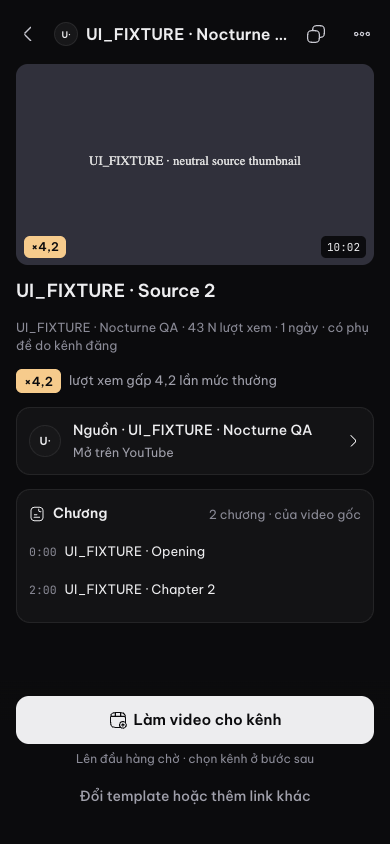 U· UI_FIXTURE · Nocturne ...
UI_FIXTURE · neutral source thumbnail
×4,2
10:02
UI_FIXTURE · Source 2
UI_FIXTURE · Nocturne QA · 43 N lượt xem · 1 ngày · có phụ
đề do kênh đăng
×4,2 lượt xem gấp 4,2 lần mức thường
U·
Nguồn · UI_FIXTURE · Nocturne QA
Mở trên YouTube
Chương
2 chương · của video gốc
0:00 UI_FIXTURE · Opening
2:00 UI_FIXTURE · Chapter 2
Làm video cho kênh
Lên đầu hàng chờ · chọn kênh ở bước sau
Đổi template hoặc thêm link khác